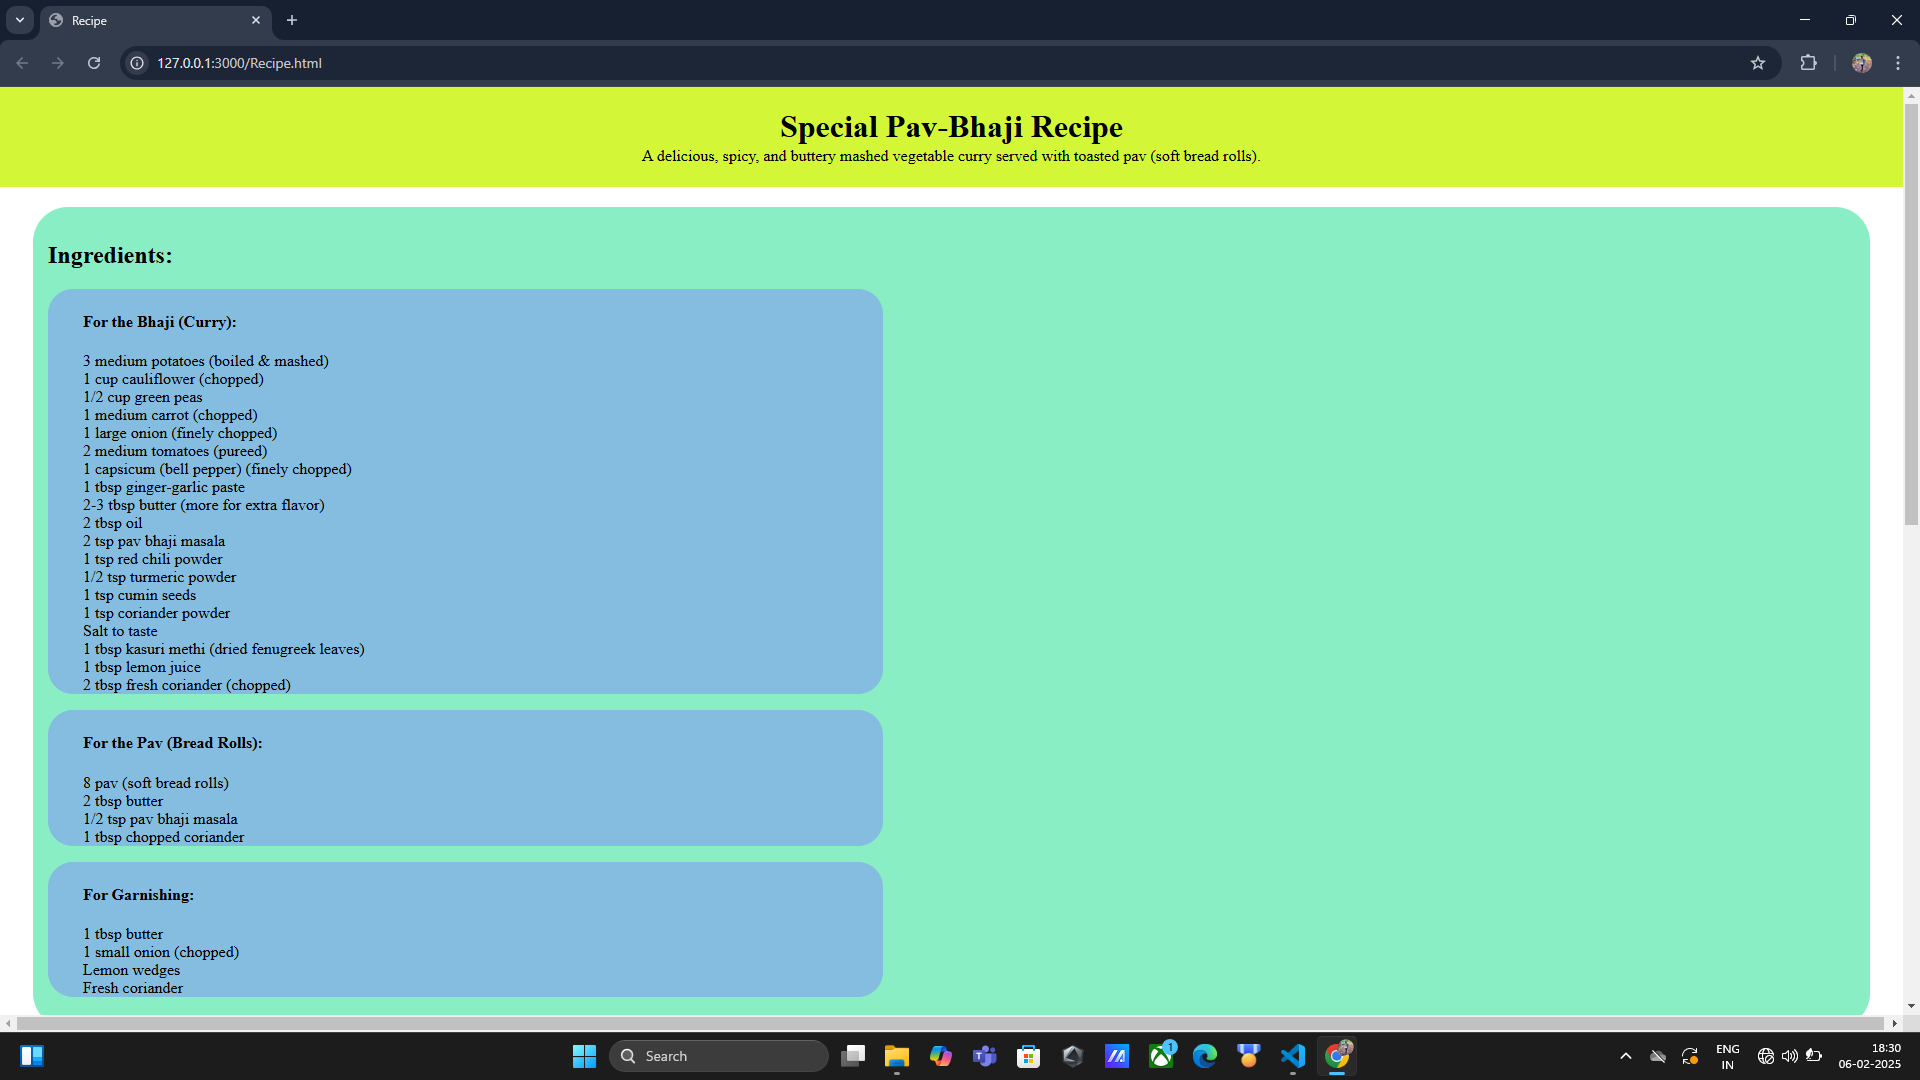 Recipe
127.0.0.1:3000/Recipe.html
Special Pav-Bhaji Recipe
A delicious, spicy, and buttery mashed vegetable curry served with toasted pav (soft bread rolls).
Ingredients:
For the Bhaji (Curry):
3 medium potatoes (boiled & mashed)
1 cup cauliflower (chopped)
1/2 cup green peas
1 medium carrot (chopped)
1 large onion (finely chopped)
2 medium tomatoes (pureed)
1 capsicum (bell pepper) (finely chopped)
1 tbsp ginger-garlic paste
2-3 tbsp butter (more for extra flavor)
2 tbsp oil
2 tsp pav bhaji masala
1 tsp red chili powder
1/2 tsp turmeric powder
1 tsp cumin seeds
1 tsp coriander powder
Salt to taste
1 tbsp kasuri methi (dried fenugreek leaves)
1 tbsp lemon juice
2 tbsp fresh coriander (chopped)
For the Pav (Bread Rolls):
8 pav (soft bread rolls)
2 tbsp butter
1/2 tsp pav bhaji masala
1 tbsp chopped coriander
For Garnishing:
1 tbsp butter
1 small onion (chopped)
Lemon wedges
Fresh coriander
Search
1
ENG
IN
18:30
06-02-2025